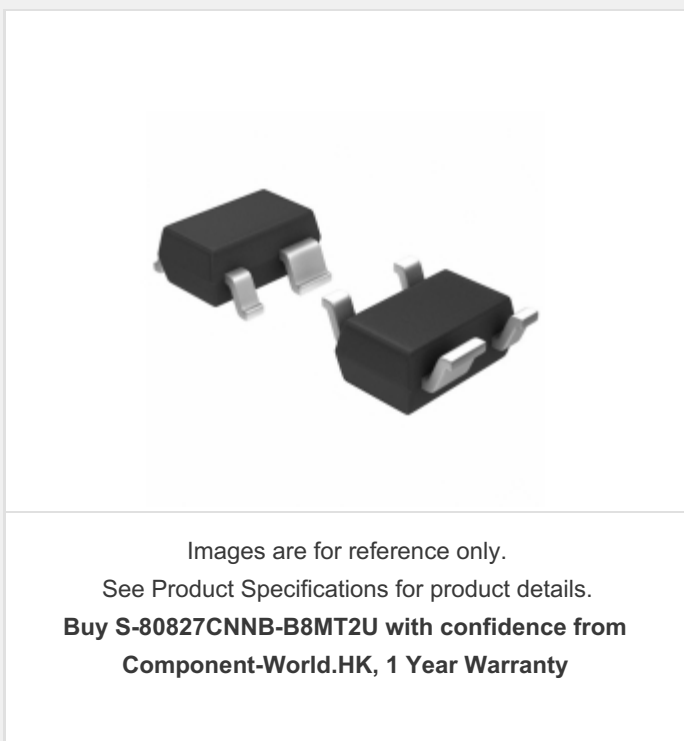 Images are for reference only.
See Product Specifications for product details.
Buy S-80827CNNB-B8MT2U with confidence from
Component-World.HK, 1 Year Warranty